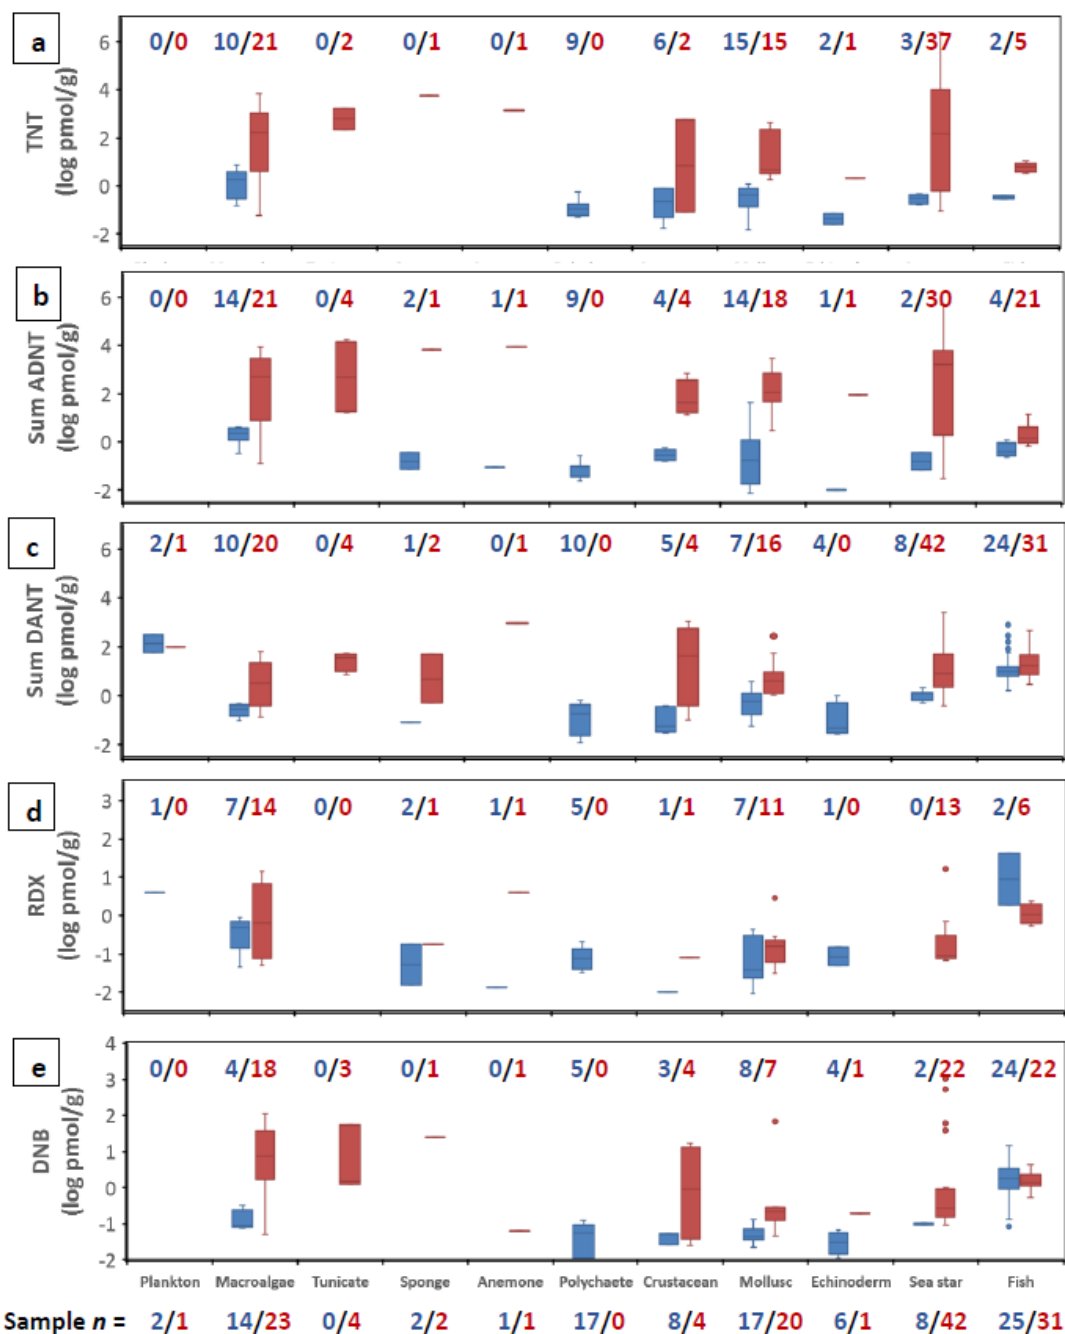 a
TNT
(log pmol/g)
6
4
2
0
-2
0/0 10/21 0/2 0/1 0/1 9/0 6/2 15/15 2/1 3/37 2/5
b
Sum ADNT
(log pmol/g)
6
4
2
0
-2
0/0 14/21 0/4 2/1 1/1 9/0 4/4 14/18 1/1 2/30 4/21
c
Sum DANT
(log pmol/g)
6
4
2
0
-2
2/1 10/20 0/4 1/2 0/1 10/0 5/4 7/16 4/0 8/42 24/31
d
RDX
(log pmol/g)
3
2
1
0
-1
-2
1/0 7/14 0/0 2/1 1/1 5/0 1/1 7/11 1/0 0/13 2/6
e
DNB
(log pmol/g)
4
3
2
1
0
-1
-2
0/0 4/18 0/3 0/1 0/1 5/0 3/4 8/7 4/1 2/22 24/22
Plankton Macroalgae Tunicate Sponge Anemone Polychaete Crustacean Mollusc Echinoderm Sea star Fish
Sample n = 2/1 14/23 0/4 2/2 1/1 17/0 8/4 17/20 6/1 8/42 25/31